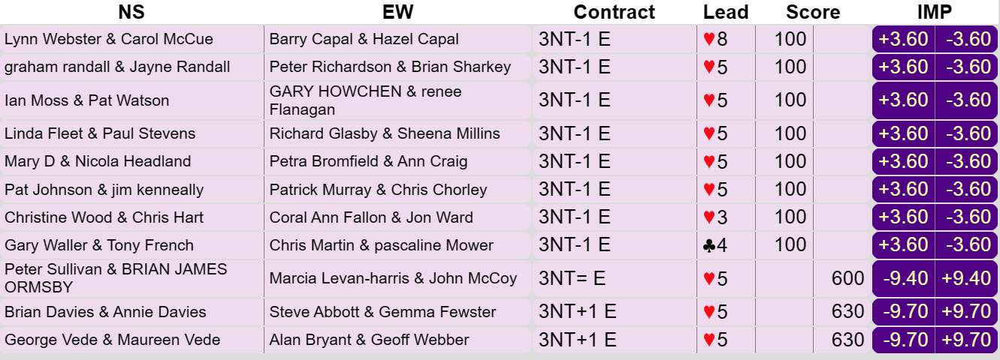 NS EW Contract Lead Score IMP
Lynn Webster & Carol McCue Barry Capal & Hazel Capal 3NT-1 E ♥8 100 +3.60 -3.60
graham randall & Jayne Randall Peter Richardson & Brian Sharkey 3NT-1 E ♥5 100 +3.60 -3.60
Ian Moss & Pat Watson GARY HOWCHEN & renee
Flanagan 3NT-1 E ♥5 100 +3.60 -3.60
Linda Fleet & Paul Stevens Richard Glasby & Sheena Millins 3NT-1 E ♥5 100 +3.60 -3.60
Mary D & Nicola Headland Petra Bromfield & Ann Craig 3NT-1 E ♥5 100 +3.60 -3.60
Pat Johnson & jim kenneally Patrick Murray & Chris Chorley 3NT-1 E ♥5 100 +3.60 -3.60
Christine Wood & Chris Hart Coral Ann Fallon & Jon Ward 3NT-1 E ♥3 100 +3.60 -3.60
Gary Waller & Tony French Chris Martin & pascaline Mower 3NT-1 E ♣4 100 +3.60 -3.60
Peter Sullivan & BRIAN JAMES
ORMSBY Marcia Levan-harris & John McCoy 3NT= E ♥5 600 -9.40 +9.40
Brian Davies & Annie Davies Steve Abbott & Gemma Fewster 3NT+1 E ♥5 630 -9.70 +9.70
George Vede & Maureen Vede Alan Bryant & Geoff Webber 3NT+1 E ♥5 630 -9.70 +9.70